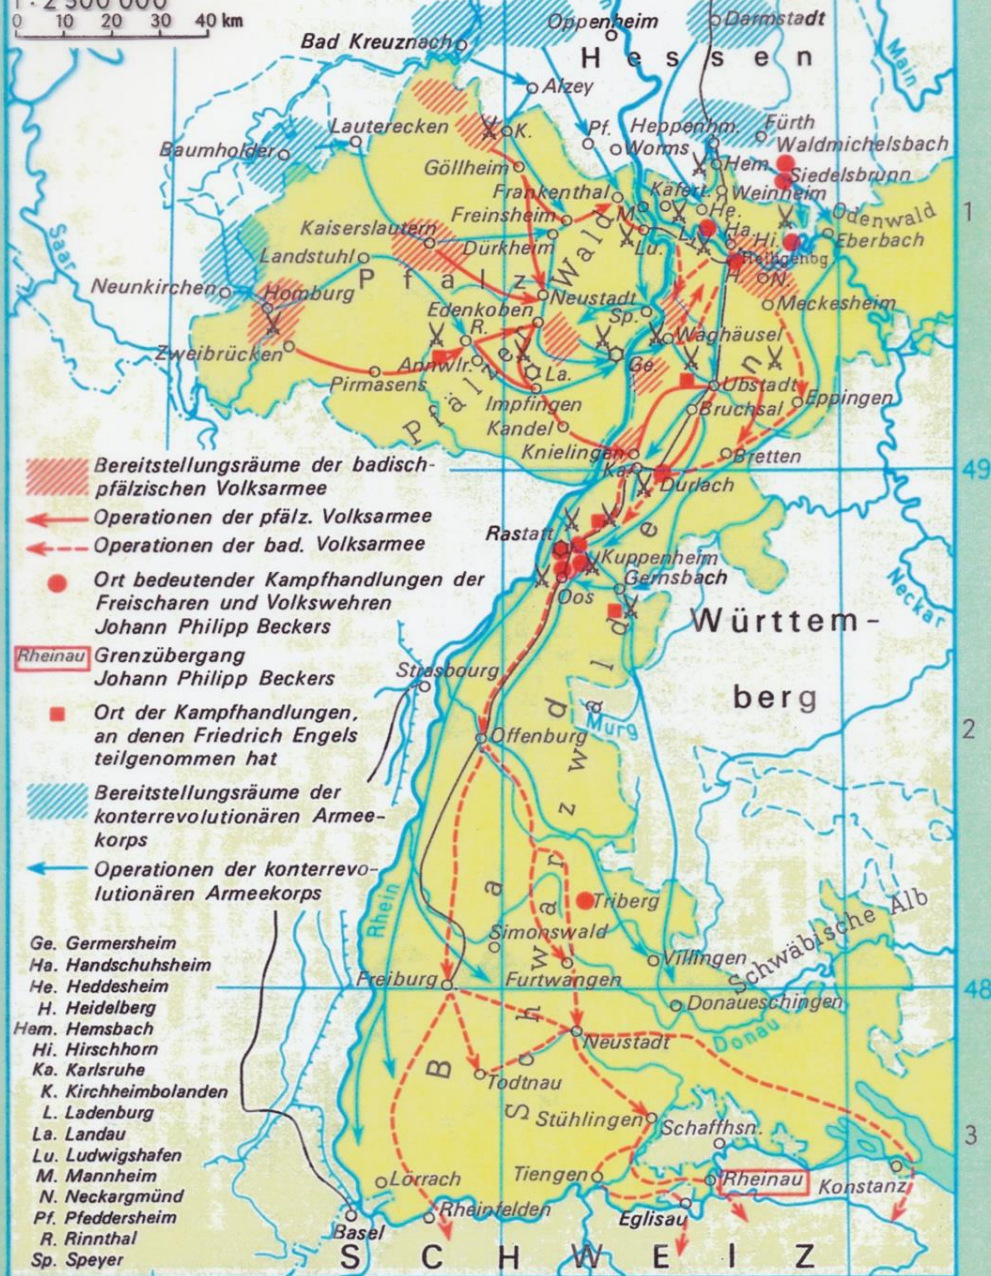 1 : 2 500 000
0 10 20 30 40 km
Oppenheim
Darmstadt
Bad Kreuznach
Hessen
Main
Alzey
Lauterecken
K.
Pf.
Heppenhm.
Fürth
Waldmichelsbach
Baumholder
Worms
Hem.
Siedelsbrunn
Göllheim
Weinheim
Frankenthal
Käfert.
1
Freinsheim
M.
He.
Odenwald
Kaiserslautern
Ha.
Hi.
Eberbach
Dürkheim
Lu.
L.
Heiligenbg.
Landstuhl
Pfalz
H.
N.
Saar
Neunkirchen
Homburg
Neustadt
Meckesheim
Edenkoben
Sp.
R.
Waghäusel
Zweibrücken
Annwlr.
Ge.
Pirmasens
La.
Ubstadt
Eppingen
Impfingen
Bruchsal
Pfälzer Wald
Kandel
Knielingen
Bretten
Ka.
49
Durlach
Bereitstellungsräume der badisch-
pfälzischen Volksarmee
Operationen der pfälz. Volksarmee
Operationen der bad. Volksarmee
Rastatt
Kuppenheim
Ort bedeutender Kampfhandlungen der
Freischaren und Volkswehren
Johann Philipp Beckers
Gernsbach
Oos
Neckar
Württem-
berg
Rheinau
Grenzübergang
Johann Philipp Beckers
Strasbourg
Ort der Kampfhandlungen,
an denen Friedrich Engels
teilgenommen hat
Murg
Offenburg
2
Bereitstellungsräume der
konterrevolutionären Armee-
korps
Operationen der konterrevo-
lutionären Armeekorps
Rhein
Triberg
Schwäbische Alb
Simonswald
Villingen
Freiburg
Furtwangen
48
Donaueschingen
Donau
Neustadt
Baden
Schwarzwald
Todtnau
Stühlingen
Schaffhsn.
3
Tiengen
Rheinau
Konstanz
Lörrach
Rheinfelden
Eglisau
Basel
SCHWEIZ
Ge. Germersheim
Ha. Handschuhsheim
He. Heddesheim
H. Heidelberg
Hem. Hemsbach
Hi. Hirschhorn
Ka. Karlsruhe
K. Kirchheimbolanden
L. Ladenburg
La. Landau
Lu. Ludwigshafen
M. Mannheim
N. Neckargmünd
Pf. Pfeddersheim
R. Rinnthal
Sp. Speyer